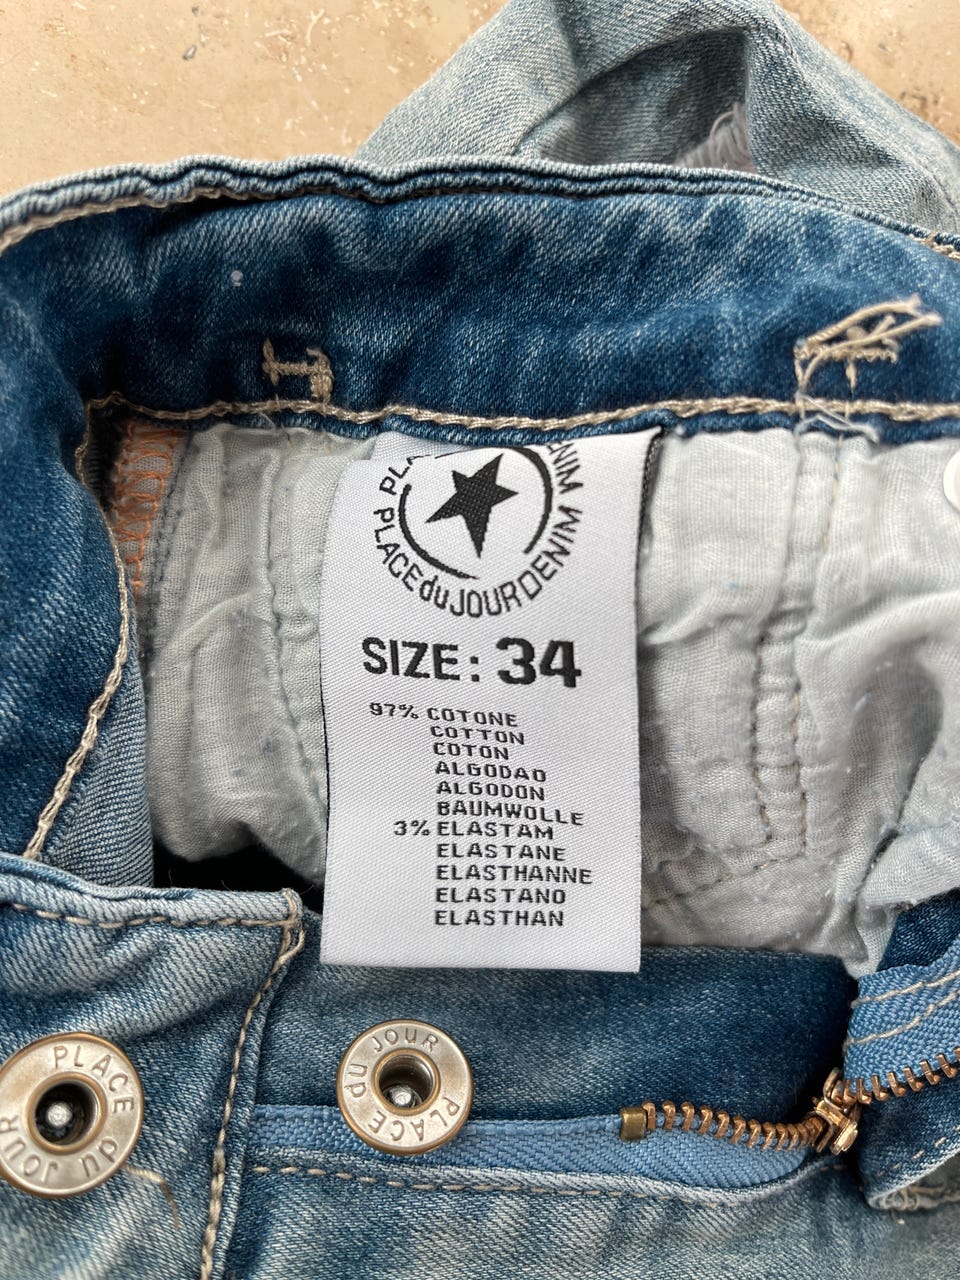 PLACE du JOUR DENIM
SIZE: 34
97% COTONE
COTTON
COTON
ALGODAO
ALGODON
BAUMWOLLE
3% ELASTAM
ELASTANE
ELASTHANNE
ELASTANO
ELASTHAN
PLACE du JOUR
PLACE du JOUR